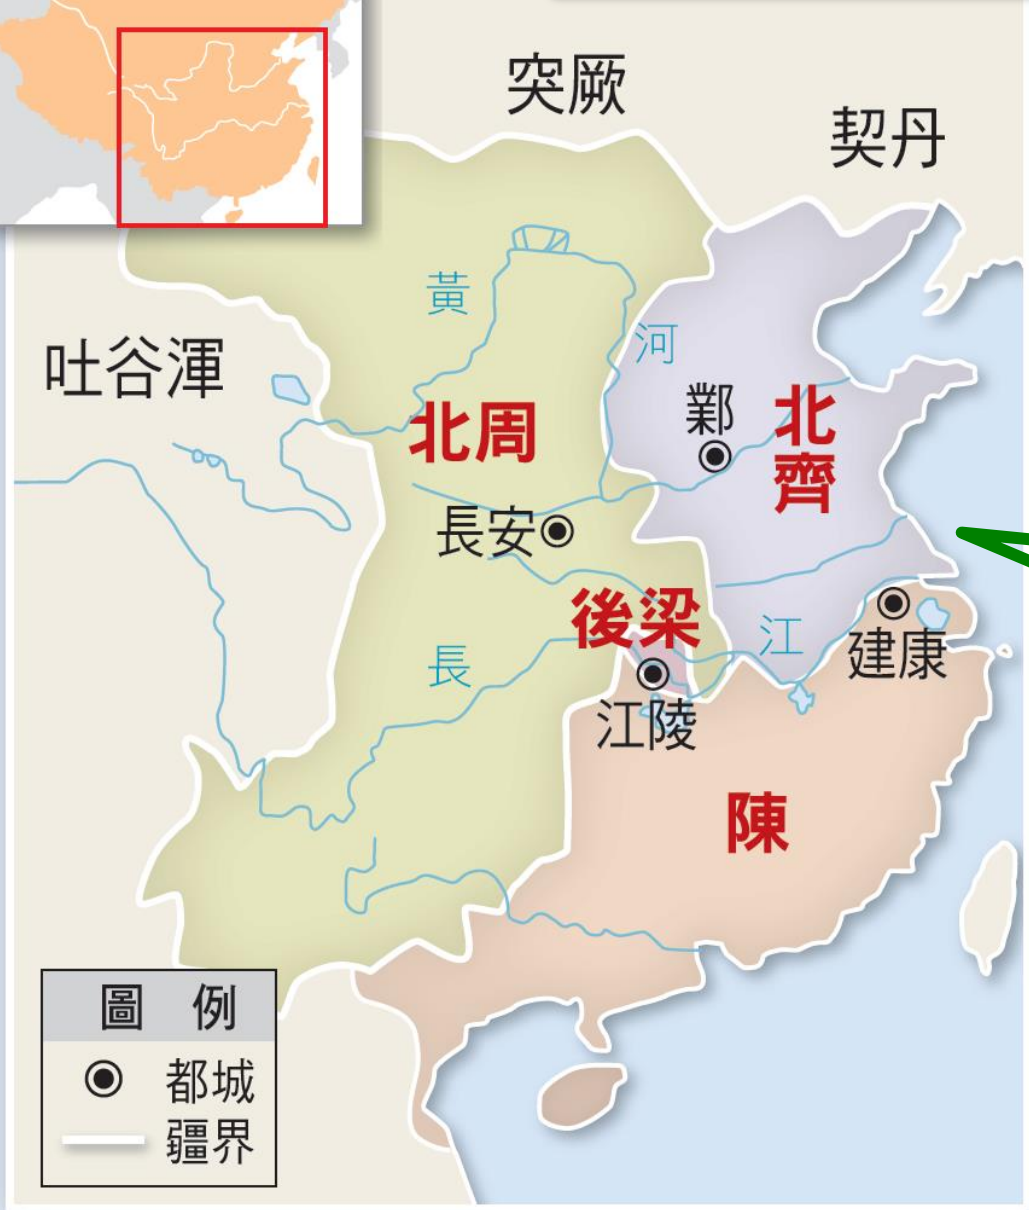 突厥
契丹
黃
河
吐谷渾
鄴
北周
北齊
長安
後梁
江
長
建康
江陵
陳
圖 例
都城
疆界